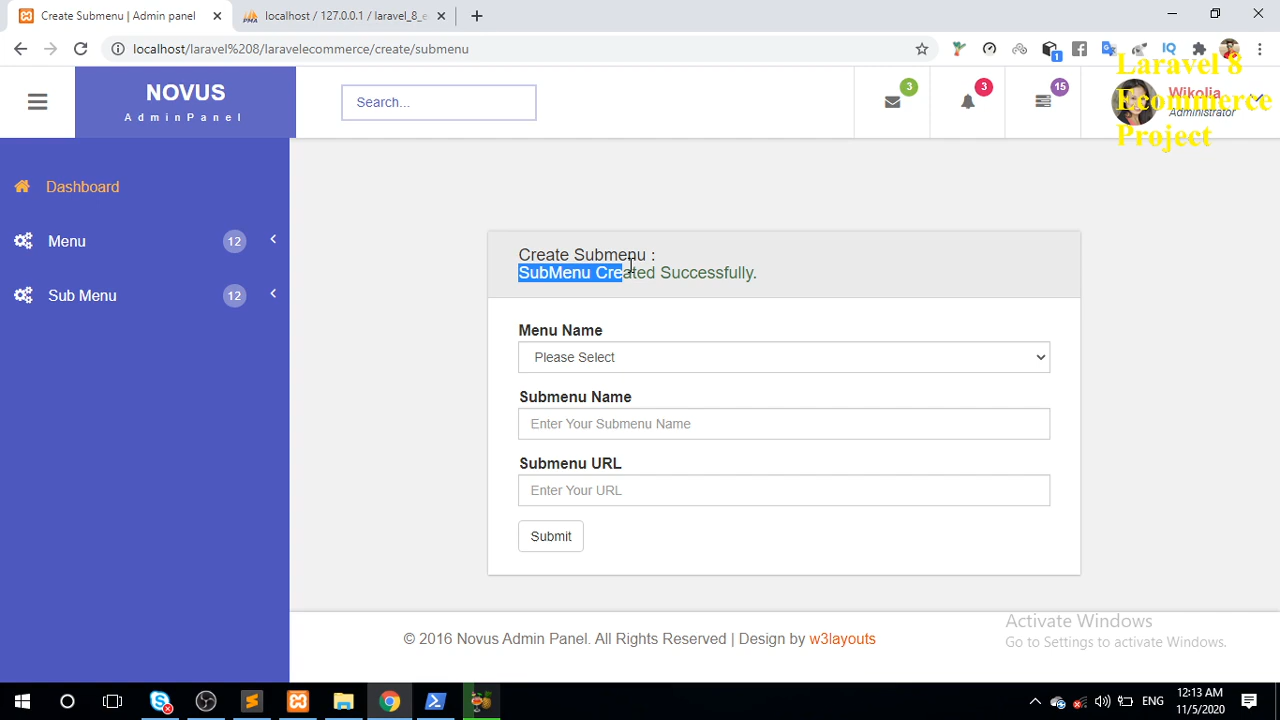 Create Submenu | Admin panel
localhost / 127.0.0.1 / laravel_8_e
localhost/laravel%208/laravelecommerce/create/submenu
1
IQ
NOVUS
AdminPanel
Search...
3
3
15
Wikolia
Administrator
Laravel 8
Ecommerce
Project
Dashboard
Menu
12
Sub Menu
12
Create Submenu :
SubMenu Created Successfully.
Menu Name
Please Select
Submenu Name
Enter Your Submenu Name
Submenu URL
Enter Your URL
Submit
© 2016 Novus Admin Panel. All Rights Reserved | Design by w3layouts
Activate Windows
Go to Settings to activate Windows.
ENG
12:13 AM
11/5/2020